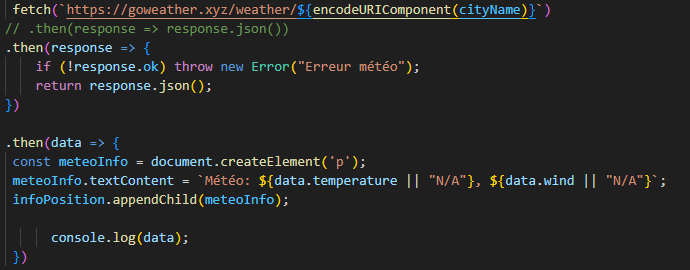 fetch(`https://goweather.xyz/weather/${encodeURIComponent(cityName)}`)
// .then(response => response.json())
.then(response => {
if (!response.ok) throw new Error("Erreur météo");
return response.json();
})
.then(data => {
const meteoInfo = document.createElement('p');
meteoInfo.textContent = `Météo: ${data.temperature || "N/A"}, ${data.wind || "N/A"}`;
infoPosition.appendChild(meteoInfo);
console.log(data);
})